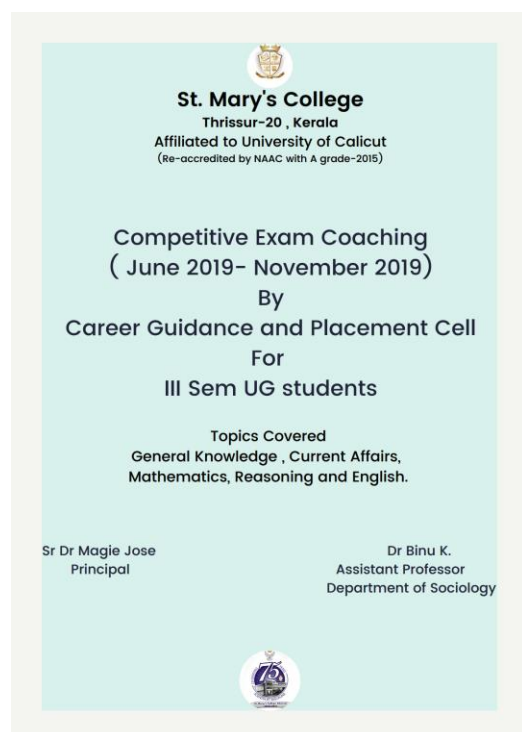 St. Mary's College
Thrissur-20 , Kerala
Affiliated to University of Calicut
(Re-accredited by NAAC with A grade-2015)
Competitive Exam Coaching
( June 2019- November 2019)
By
Career Guidance and Placement Cell
For
III Sem UG students
Topics Covered
General Knowledge , Current Affairs,
Mathematics, Reasoning and English.
Sr Dr Magie Jose
Principal
Dr Binu K.
Assistant Professor
Department of Sociology
75